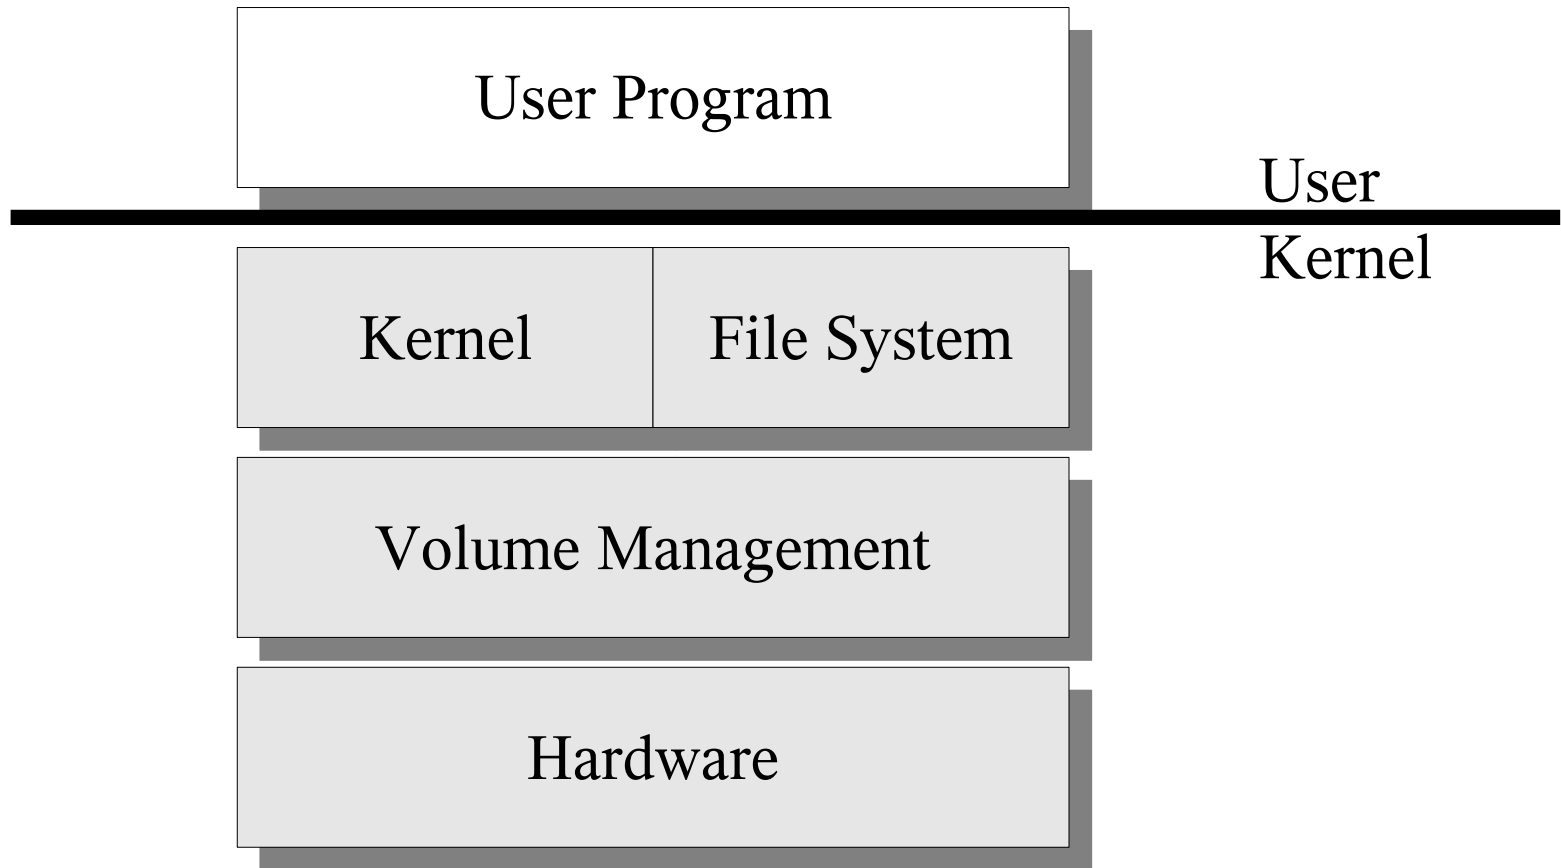 User Program
User
Kernel
Kernel
File System
Volume Management
Hardware